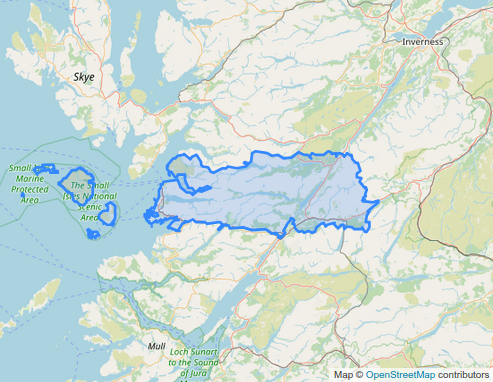 Inverness
Skye
Small Isles
Marine
Protected
Area
The Small
Isles National
Scenic
Area
Mull
Loch Sunart
to the Sound
of Jura
Marine
Map © OpenStreetMap contributors